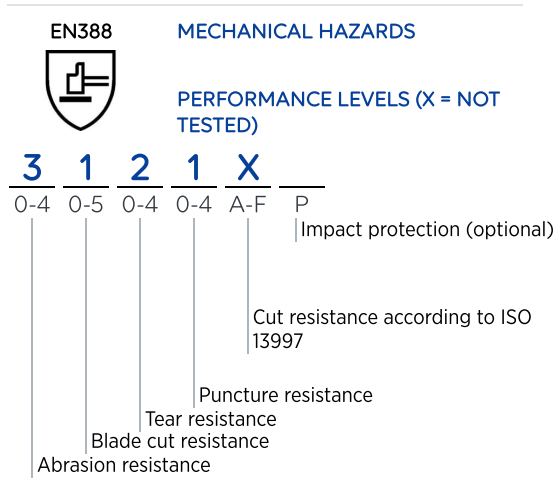 EN388
MECHANICAL HAZARDS
PERFORMANCE LEVELS (X = NOT
TESTED)
3 1 2 1 X
0-4 0-5 0-4 0-4 A-F P
Impact protection (optional)
Cut resistance according to ISO
13997
Puncture resistance
Tear resistance
Blade cut resistance
Abrasion resistance